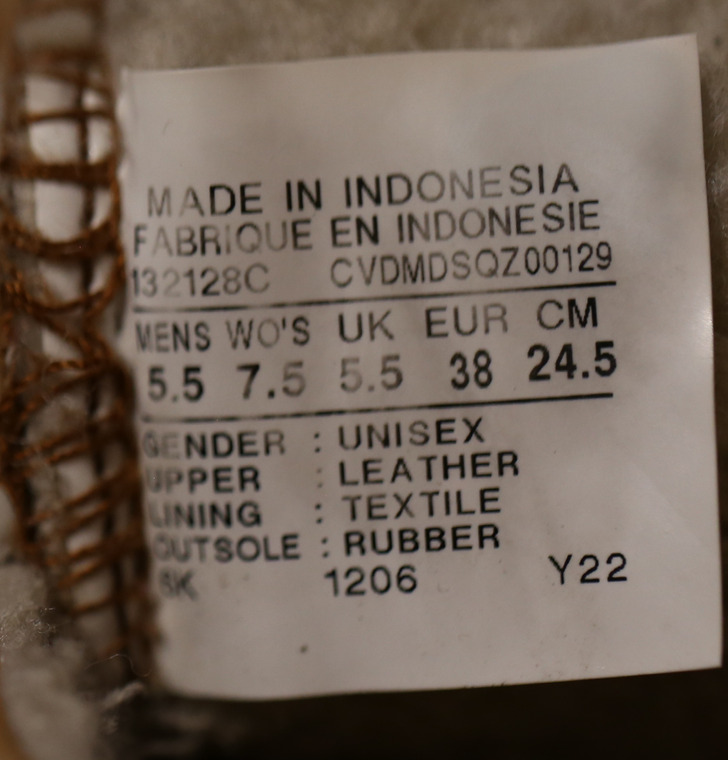 MADE IN INDONESIA
FABRIQUE EN INDONESIE
132128C CVDMDSQZ00129
MENS WO'S UK EUR CM
5.5 7.5 5.5 38 24.5
GENDER : UNISEX
UPPER : LEATHER
LINING : TEXTILE
OUTSOLE : RUBBER
SK 1206 Y22